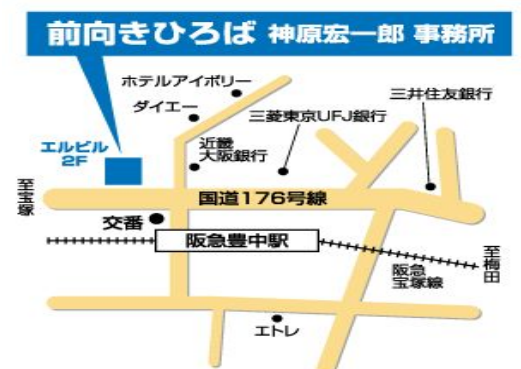 前向きひろば 神原宏一郎 事務所
ホテルアイボリー
ダイエー
三井住友銀行
三菱東京UFJ銀行
近畿
大阪銀行
エルビル
2F
至宝塚
国道176号線
交番
阪急豊中駅
至梅田
阪急
宝塚線
エトレ